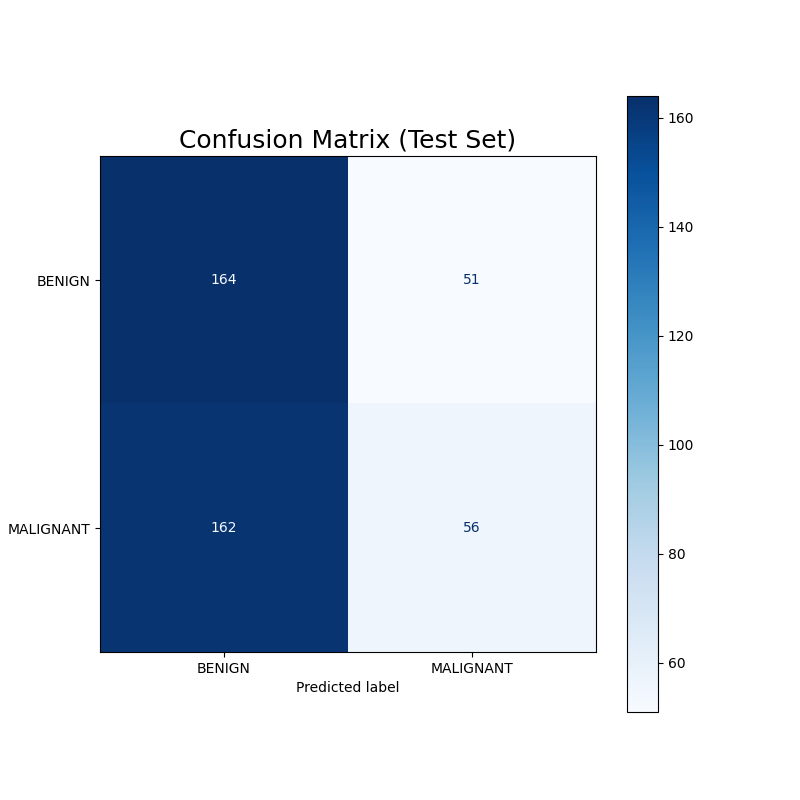 Confusion Matrix (Test Set)
BENIGN
164
51
MALIGNANT
162
56
BENIGN
MALIGNANT
Predicted label
160
140
120
100
80
60